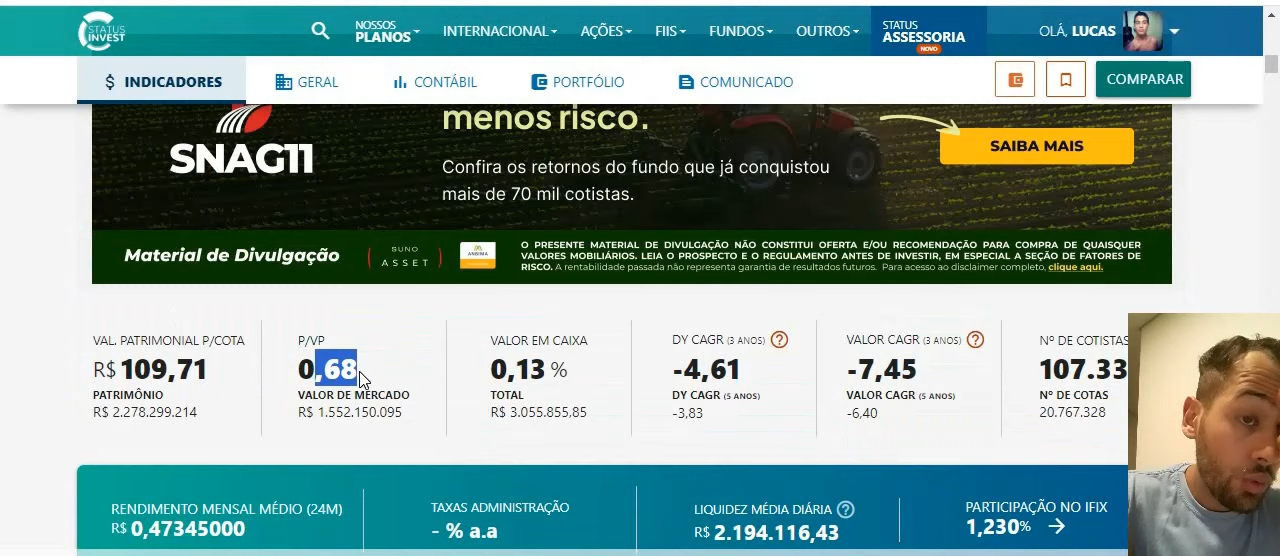 STATUS
INVEST
NOSSOS
PLANOS
INTERNACIONAL
AÇÕES
FIIS
FUNDOS
OUTROS
STATUS
ASSESSORIA
NOVO
OLÁ, LUCAS
$ INDICADORES
GERAL
CONTÁBIL
PORTFÓLIO
COMUNICADO
COMPARAR
menos risco.
SNAG11
Confira os retornos do fundo que já conquistou
mais de 70 mil cotistas.
SAIBA MAIS
Material de Divulgação
SUNO
ASSET
ANBIMA
O PRESENTE MATERIAL DE DIVULGAÇÃO NÃO CONSTITUI OFERTA E/OU RECOMENDAÇÃO PARA COMPRA DE QUAISQUER
VALORES MOBILIÁRIOS. LEIA O PROSPECTO E O REGULAMENTO ANTES DE INVESTIR, EM ESPECIAL A SEÇÃO DE FATORES DE
RISCO. A rentabilidade passada não representa garantia de resultados futuros. Para acesso ao disclaimer completo, clique aqui.
VAL. PATRIMONIAL P/COTA
R$ 109,71
PATRIMÔNIO
R$ 2.278.299.214
P/VP
0,68
VALOR DE MERCADO
R$ 1.552.150.095
VALOR EM CAIXA
0,13 %
TOTAL
R$ 3.055.855,85
DY CAGR (3 ANOS) ?
-4,61
DY CAGR (5 ANOS)
-3,83
VALOR CAGR (3 ANOS) ?
-7,45
VALOR CAGR (5 ANOS)
-6,40
Nº DE COTISTAS
107.33
Nº DE COTAS
20.767.328
RENDIMENTO MENSAL MÉDIO (24M)
R$ 0,47345000
TAXAS ADMINISTRAÇÃO
- % a.a
LIQUIDEZ MÉDIA DIÁRIA ?
R$ 2.194.116,43
PARTICIPAÇÃO NO IFIX
1,230% →